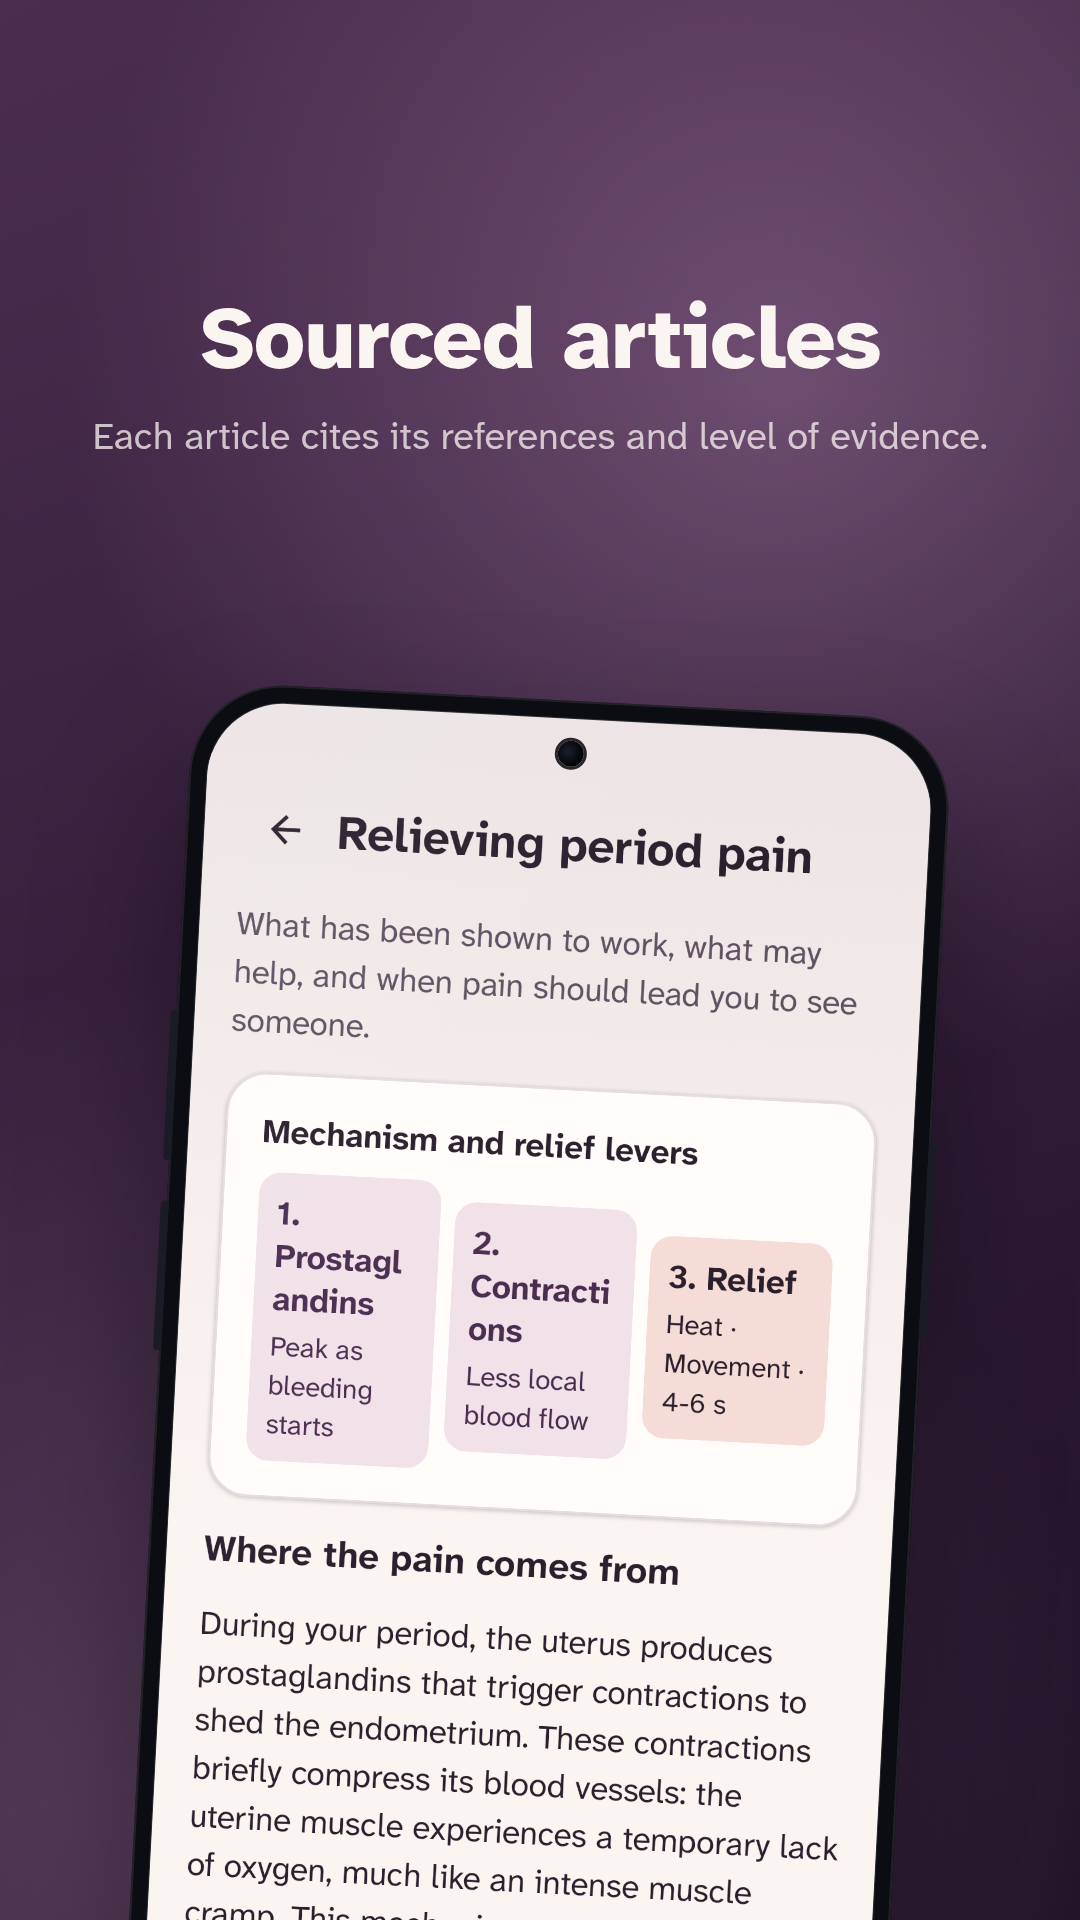 Sourced articles
Each article cites its references and level of evidence.
Relieving period pain
What has been shown to work, what may
help, and when pain should lead you to see
someone.
Mechanism and relief levers
1.
Prostagl
andins
Peak as
bleeding
starts
2.
Contracti
ons
Less local
blood flow
3. Relief
Heat ·
Movement ·
4-6 s
Where the pain comes from
During your period, the uterus produces
prostaglandins that trigger contractions to
shed the endometrium. These contractions
briefly compress its blood vessels: the
uterine muscle experiences a temporary lack
of oxygen, much like an intense muscle
cramp. This